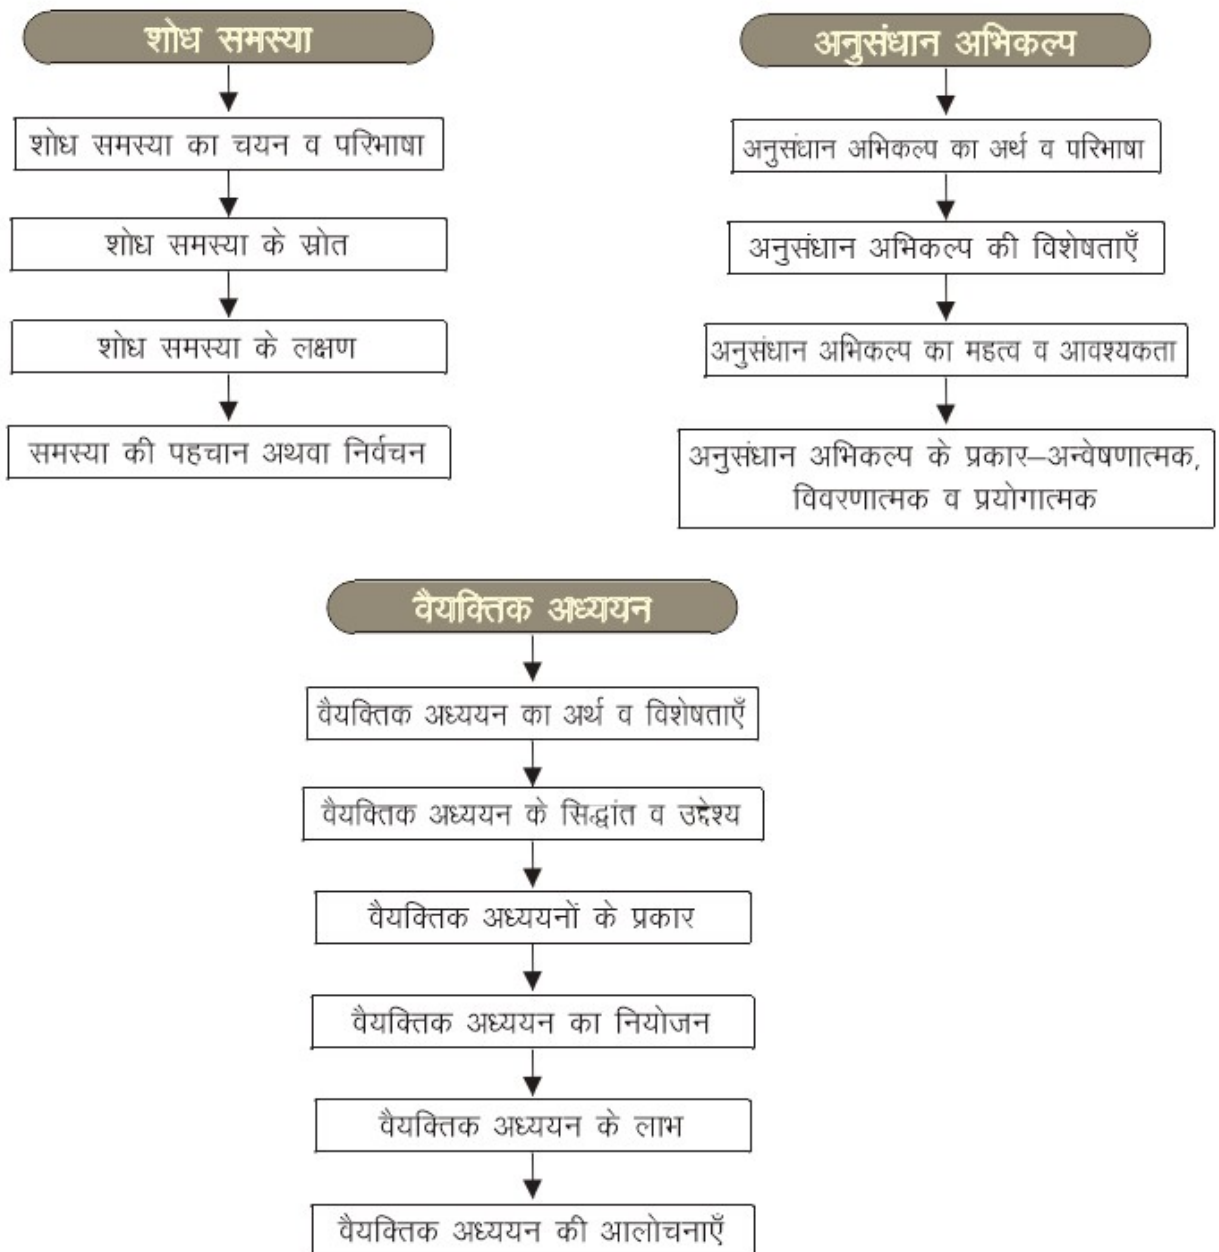 शोध समस्या
शोध समस्या का चयन व परिभाषा
शोध समस्या के स्रोत
शोध समस्या के लक्षण
समस्या की पहचान अथवा निर्वचन
अनुसंधान अभिकल्प
अनुसंधान अभिकल्प का अर्थ व परिभाषा
अनुसंधान अभिकल्प की विशेषताएँ
अनुसंधान अभिकल्प का महत्व व आवश्यकता
अनुसंधान अभिकल्प के प्रकार–अन्वेषणात्मक,
विवरणात्मक व प्रयोगात्मक
वैयक्तिक अध्ययन
वैयक्तिक अध्ययन का अर्थ व विशेषताएँ
वैयक्तिक अध्ययन के सिद्धांत व उद्देश्य
वैयक्तिक अध्ययनों के प्रकार
वैयक्तिक अध्ययन का नियोजन
वैयक्तिक अध्ययन के लाभ
वैयक्तिक अध्ययन की आलोचनाएँ